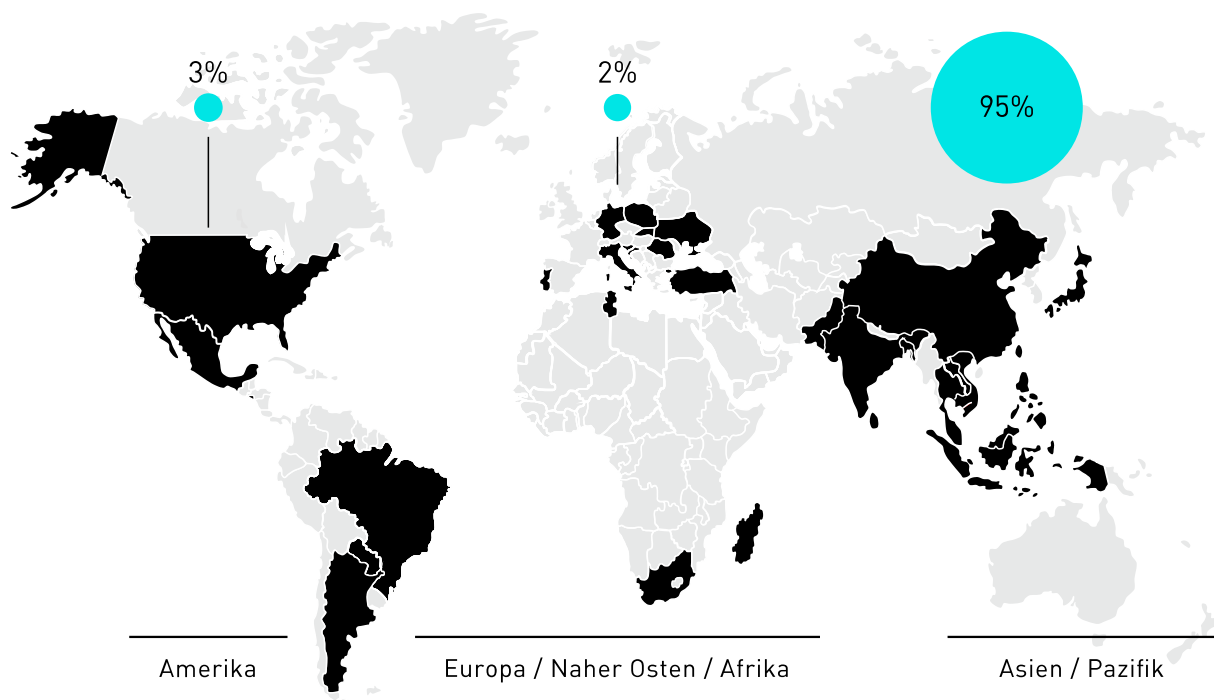 3%
2%
95%
Amerika
Europa / Naher Osten / Afrika
Asien / Pazifik